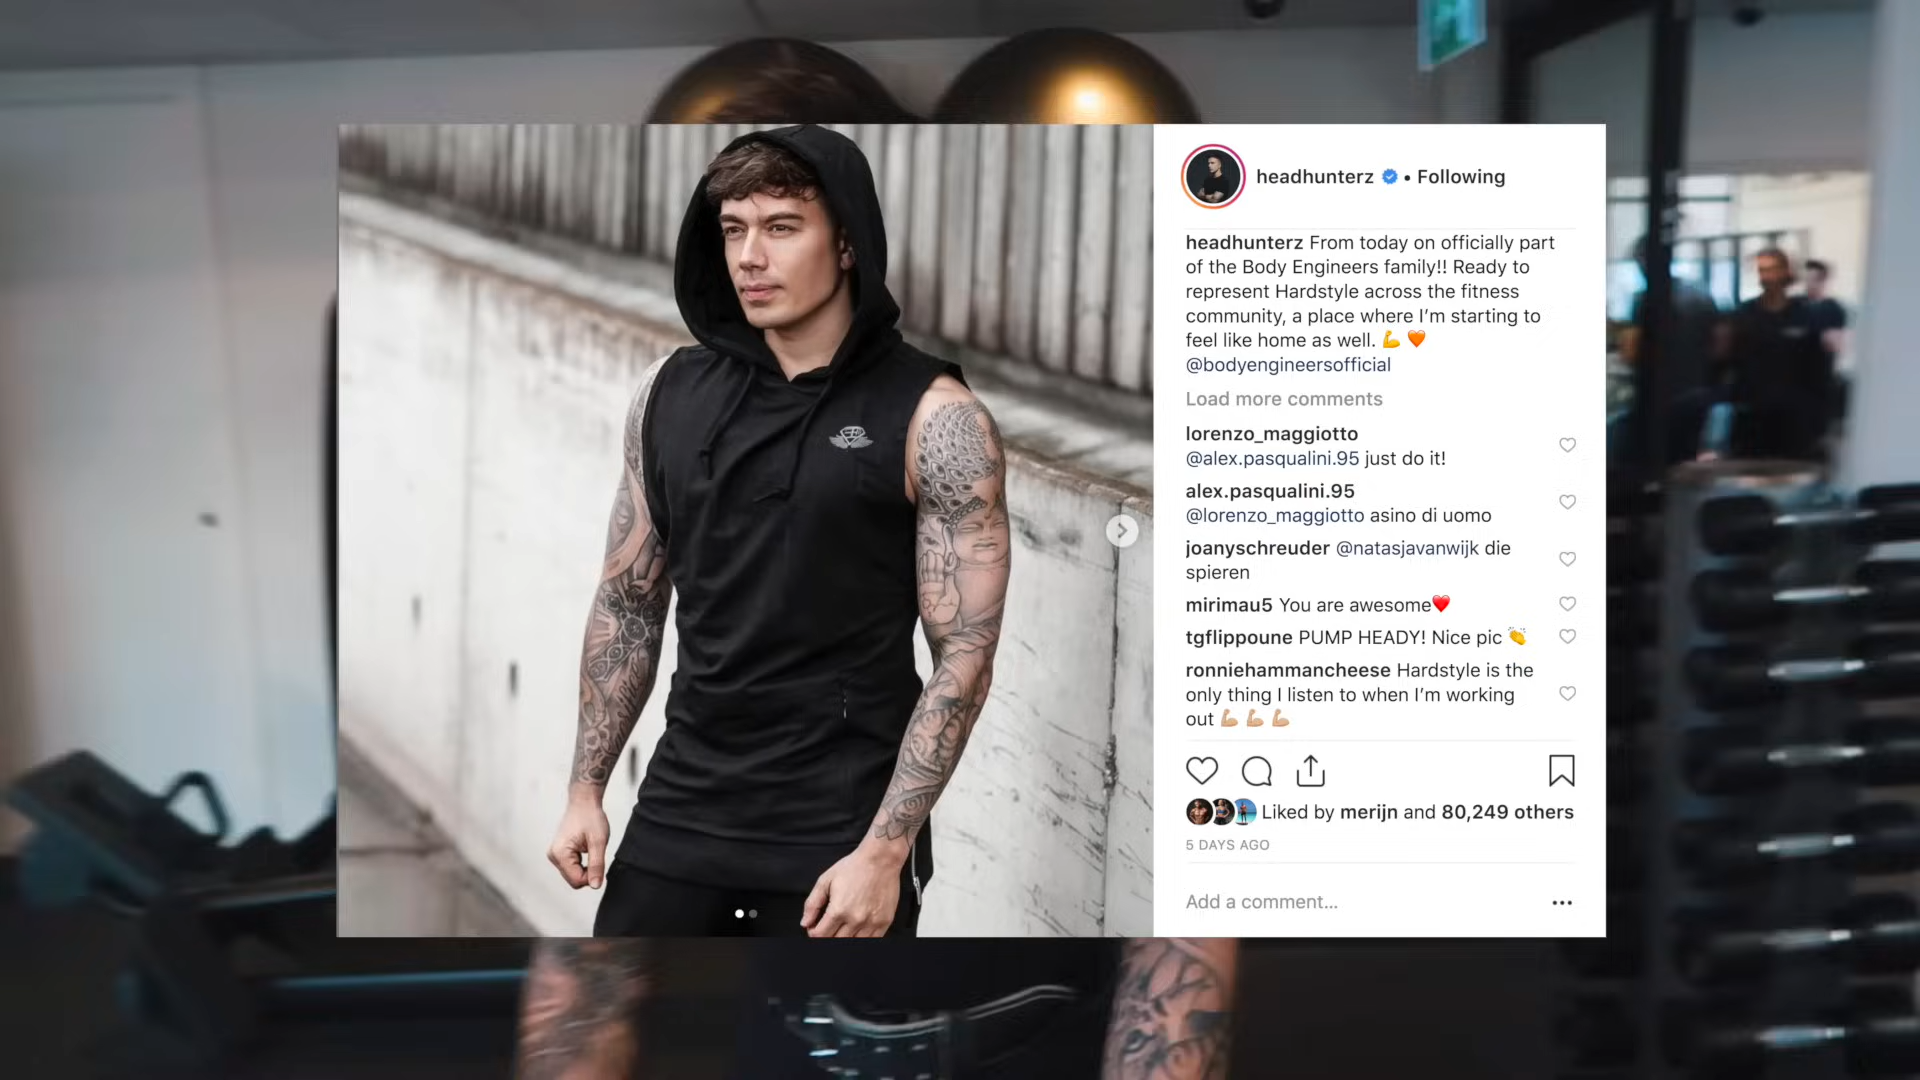 headhunterz • Following
headhunterz From today on officially part
of the Body Engineers family!! Ready to
represent Hardstyle across the fitness
community, a place where I’m starting to
feel like home as well. 💪 🧡
@bodyengineersofficial
Load more comments
lorenzo_maggiotto
@alex.pasqualini.95 just do it!
alex.pasqualini.95
@lorenzo_maggiotto asino di uomo
joanyschreuder @natasjavanwijk die
spieren
mirimau5 You are awesome❤️
tgflippoune PUMP HEADY! Nice pic 👏
ronniehammancheese Hardstyle is the
only thing I listen to when I’m working
out 💪🏼 💪🏼 💪🏼
Liked by merijn and 80,249 others
5 DAYS AGO
Add a comment...